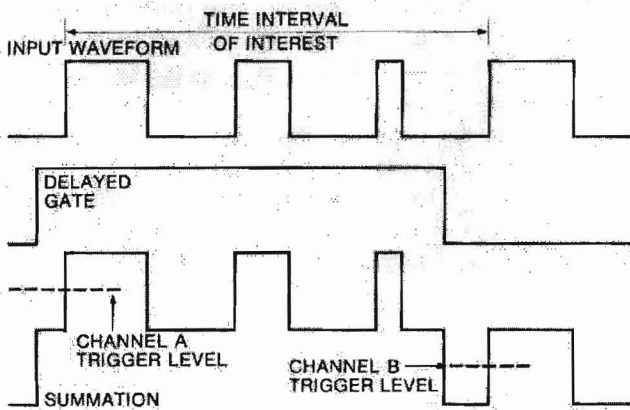 TIME INTERVAL
OF INTEREST
INPUT WAVEFORM
DELAYED
GATE
CHANNEL A
TRIGGER LEVEL
CHANNEL B
TRIGGER LEVEL
SUMMATION